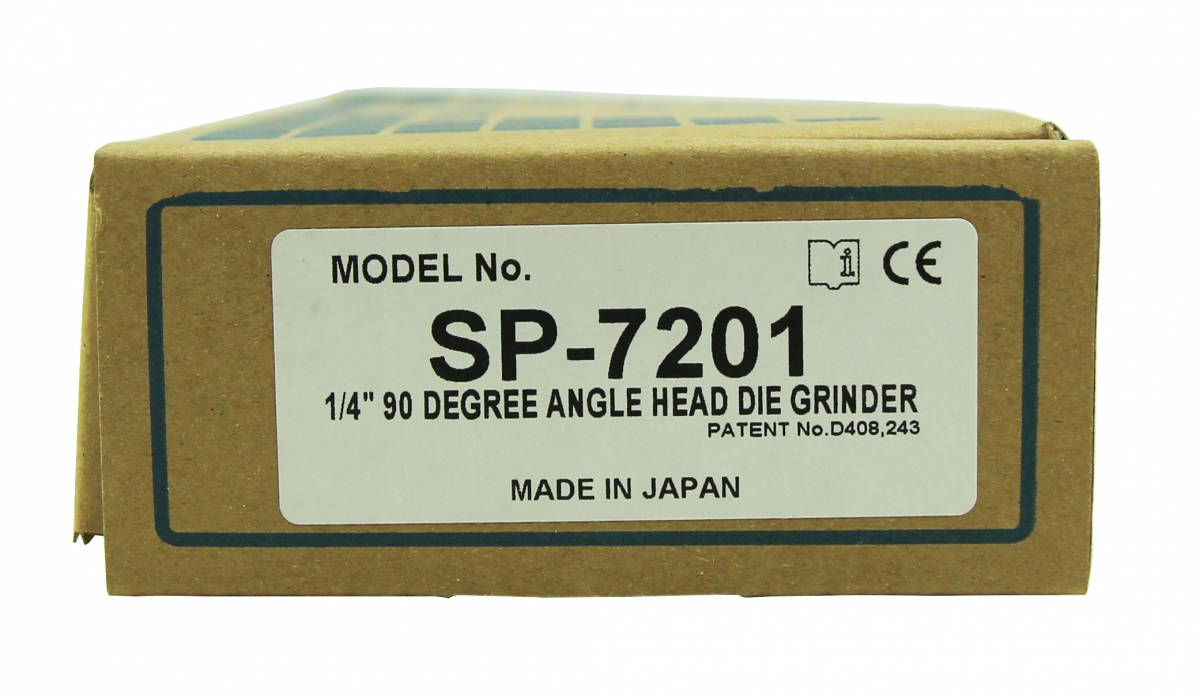 MODEL No.
i CE
SP-7201
1/4" 90 DEGREE ANGLE HEAD DIE GRINDER
PATENT No.D408,243
MADE IN JAPAN